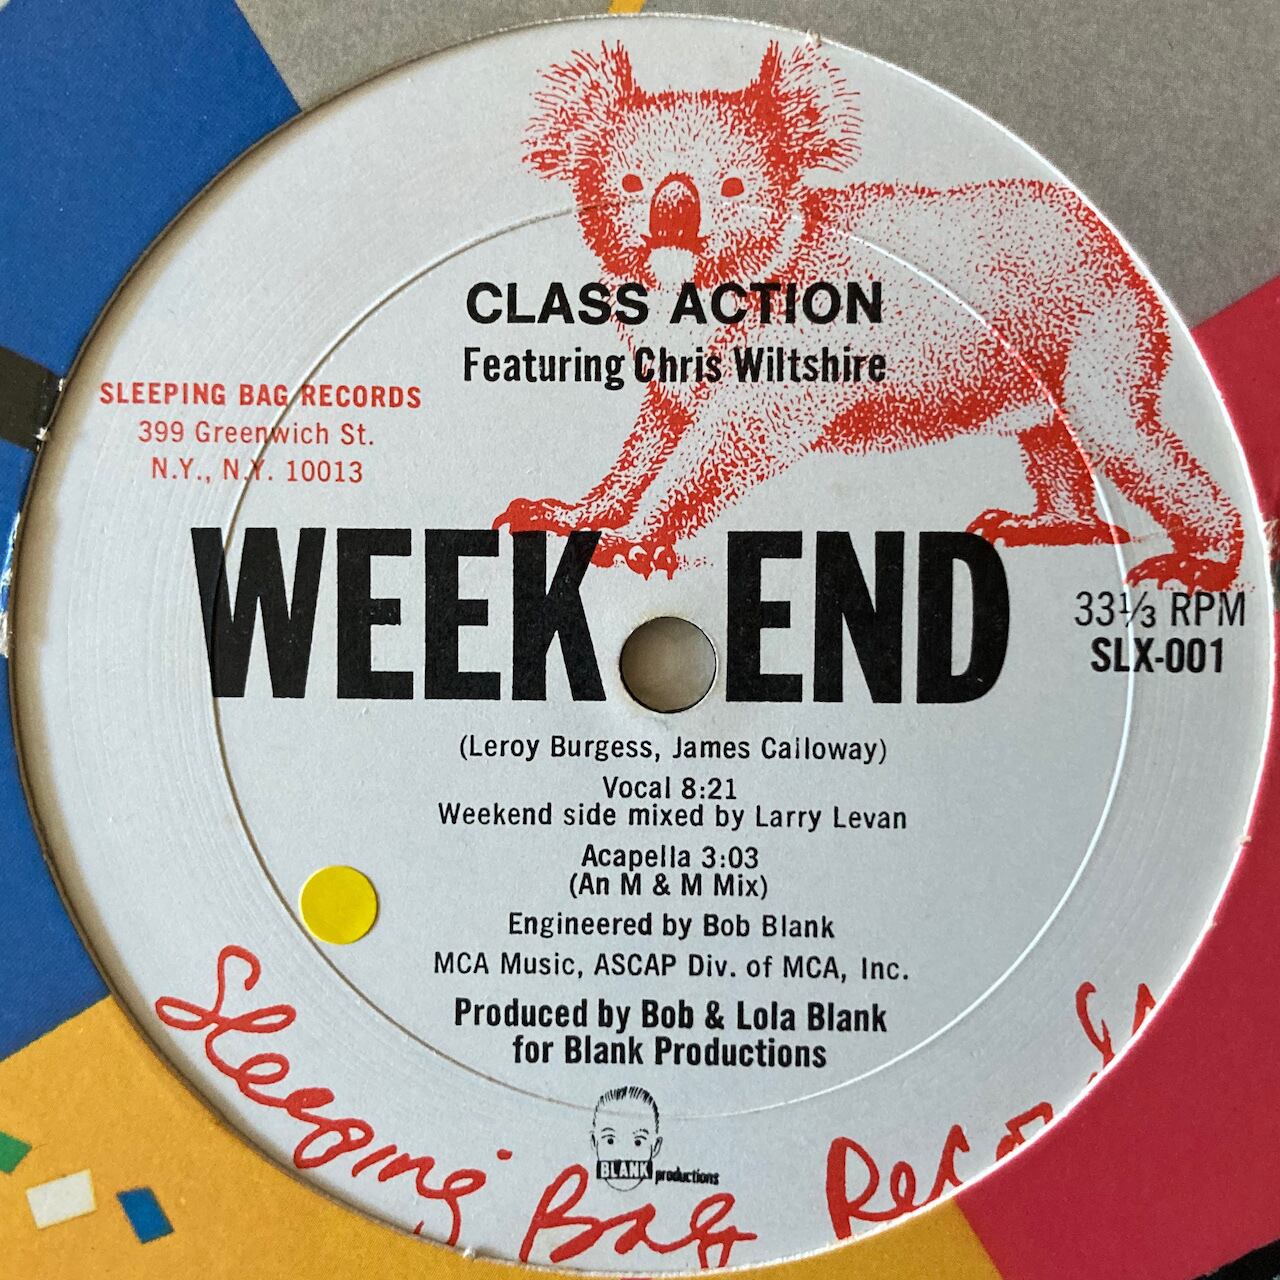 CLASS ACTION
Featuring Chris Wiltshire
SLEEPING BAG RECORDS
399 Greenwich St.
N.Y., N.Y. 10013
WEEK END
33⅓ RPM
SLX-001
(Leroy Burgess, James Calloway)
Vocal 8:21
Weekend side mixed by Larry Levan
Acapella 3:03
(An M & M Mix)
Engineered by Bob Blank
MCA Music, ASCAP Div. of MCA, Inc.
Produced by Bob & Lola Blank
for Blank Productions
BLANK productions
Sleeping Bag Records